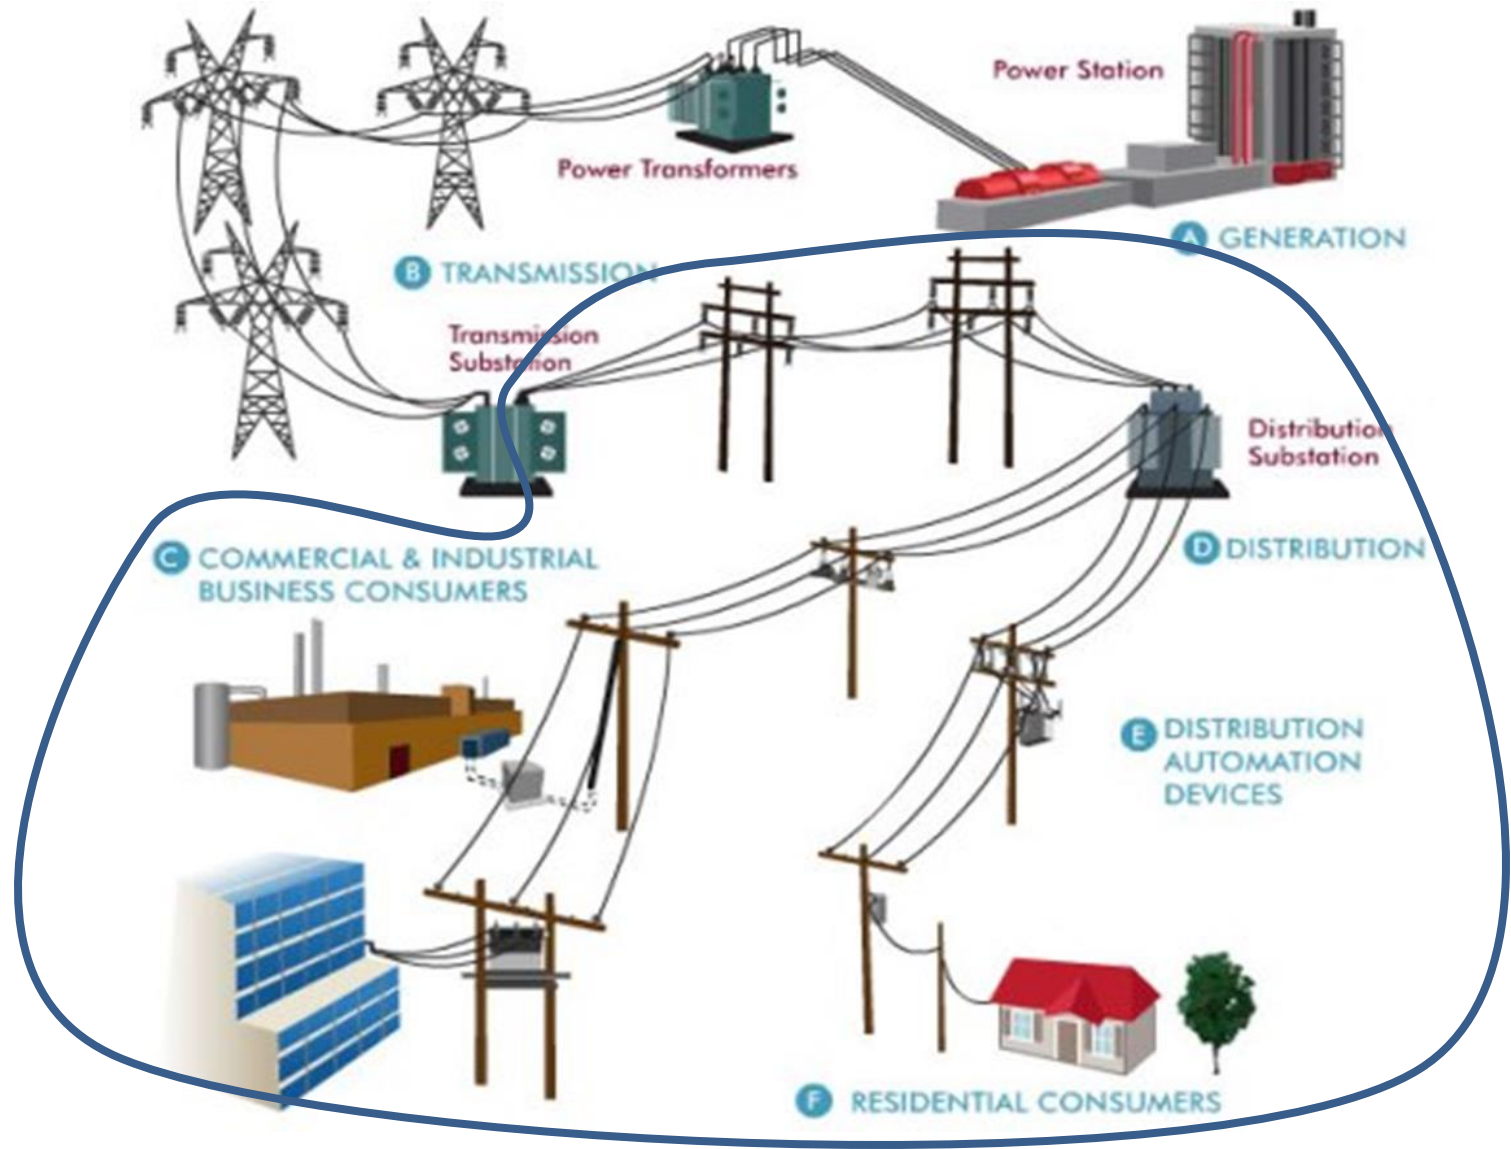 Power Station
Power Transformers
A GENERATION
B TRANSMISSION
Transmission
Substation
Distribution
Substation
C COMMERCIAL & INDUSTRIAL
BUSINESS CONSUMERS
D DISTRIBUTION
E DISTRIBUTION
AUTOMATION
DEVICES
F RESIDENTIAL CONSUMERS